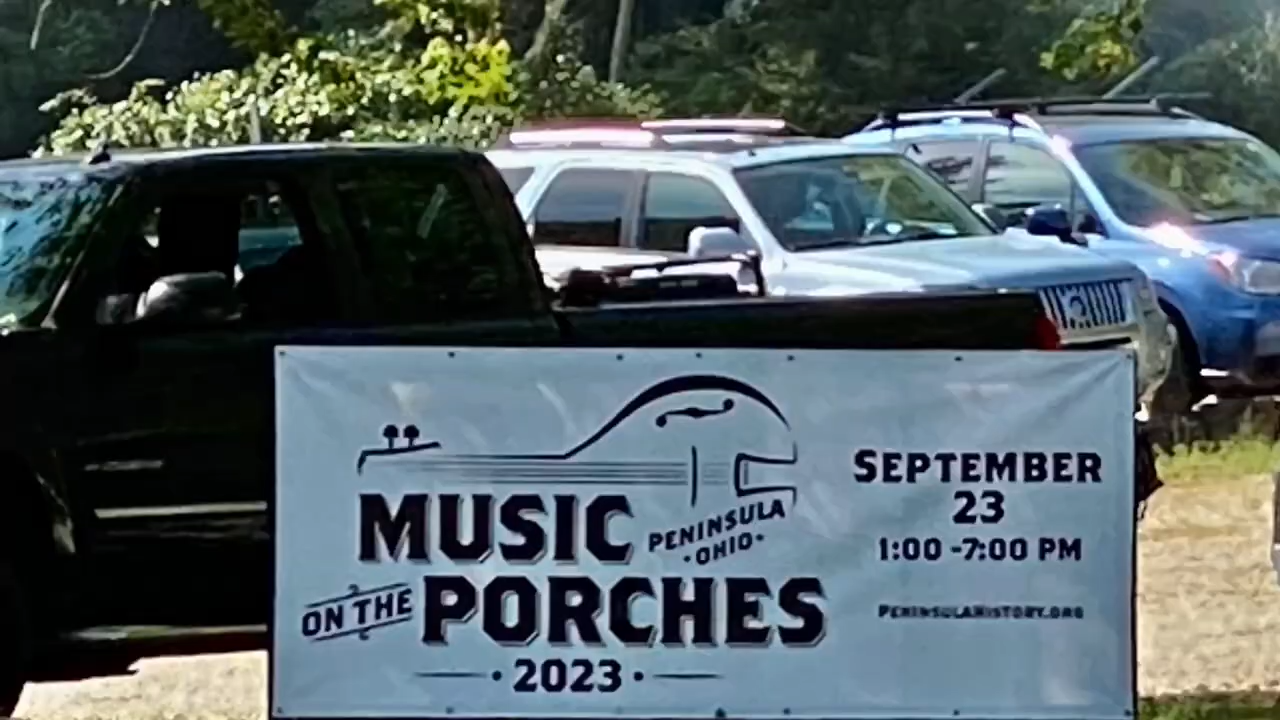 MUSIC
PENINSULA
• OHIO •
ON THE
PORCHES
• 2023 •
SEPTEMBER
23
1:00 -7:00 PM
PENINSULAHISTORY.ORG